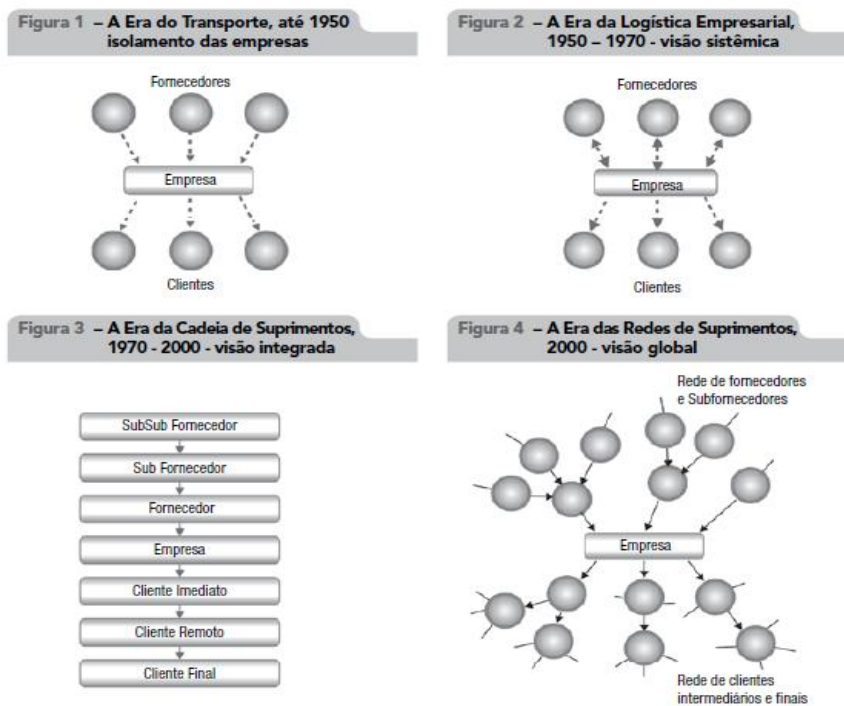 Figura 1 – A Era do Transporte, até 1950
isolamento das empresas
Fornecedores
Empresa
Clientes
Figura 2 – A Era da Logística Empresarial,
1950 – 1970 - visão sistêmica
Fornecedores
Empresa
Clientes
Figura 3 – A Era da Cadeia de Suprimentos,
1970 - 2000 - visão integrada
SubSub Fornecedor
Sub Fornecedor
Fornecedor
Empresa
Cliente Imediato
Cliente Remoto
Cliente Final
Figura 4 – A Era das Redes de Suprimentos,
2000 - visão global
Rede de fornecedores
e Subfornecedores
Empresa
Rede de clientes
intermediários e finais